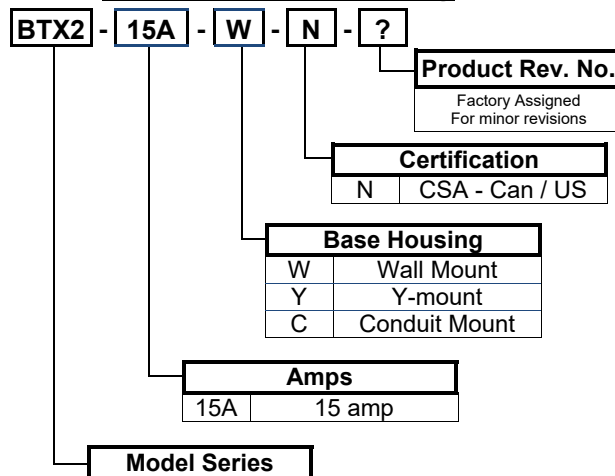 BTX2 - 15A - W - N - ?
Product Rev. No.
Factory Assigned
For minor revisions
Certification
N CSA - Can / US
Base Housing
W Wall Mount
Y Y-mount
C Conduit Mount
Amps
15A 15 amp
Model Series